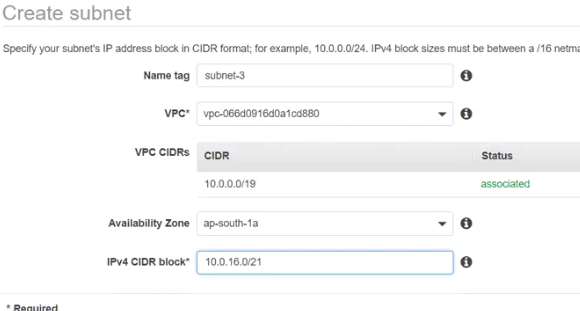 Create subnet
Specify your subnet's IP address block in CIDR format; for example, 10.0.0.0/24. IPv4 block sizes must be between a /16 netma
Name tag subnet-3
VPC* vpc-066d0916d0a1cd880
VPC CIDRs CIDR Status
10.0.0.0/19 associated
Availability Zone ap-south-1a
IPv4 CIDR block* 10.0.16.0/21
* Required